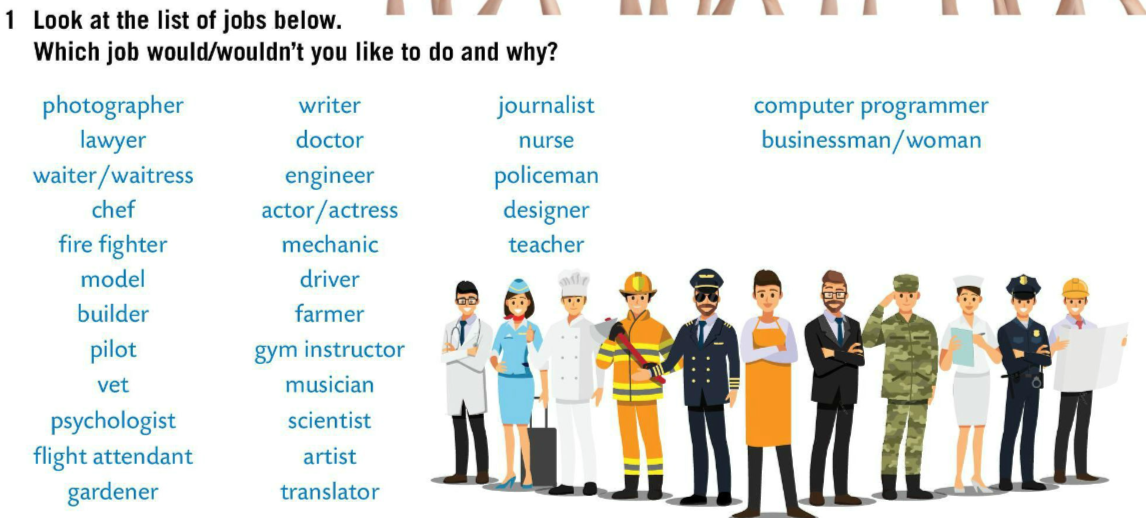 1 Look at the list of jobs below.
Which job would/wouldn't you like to do and why?
photographer
lawyer
waiter/waitress
chef
fire fighter
model
builder
pilot
vet
psychologist
flight attendant
gardener
writer
doctor
engineer
actor/actress
mechanic
driver
farmer
gym instructor
musician
scientist
artist
translator
journalist
nurse
policeman
designer
teacher
computer programmer
businessman/woman